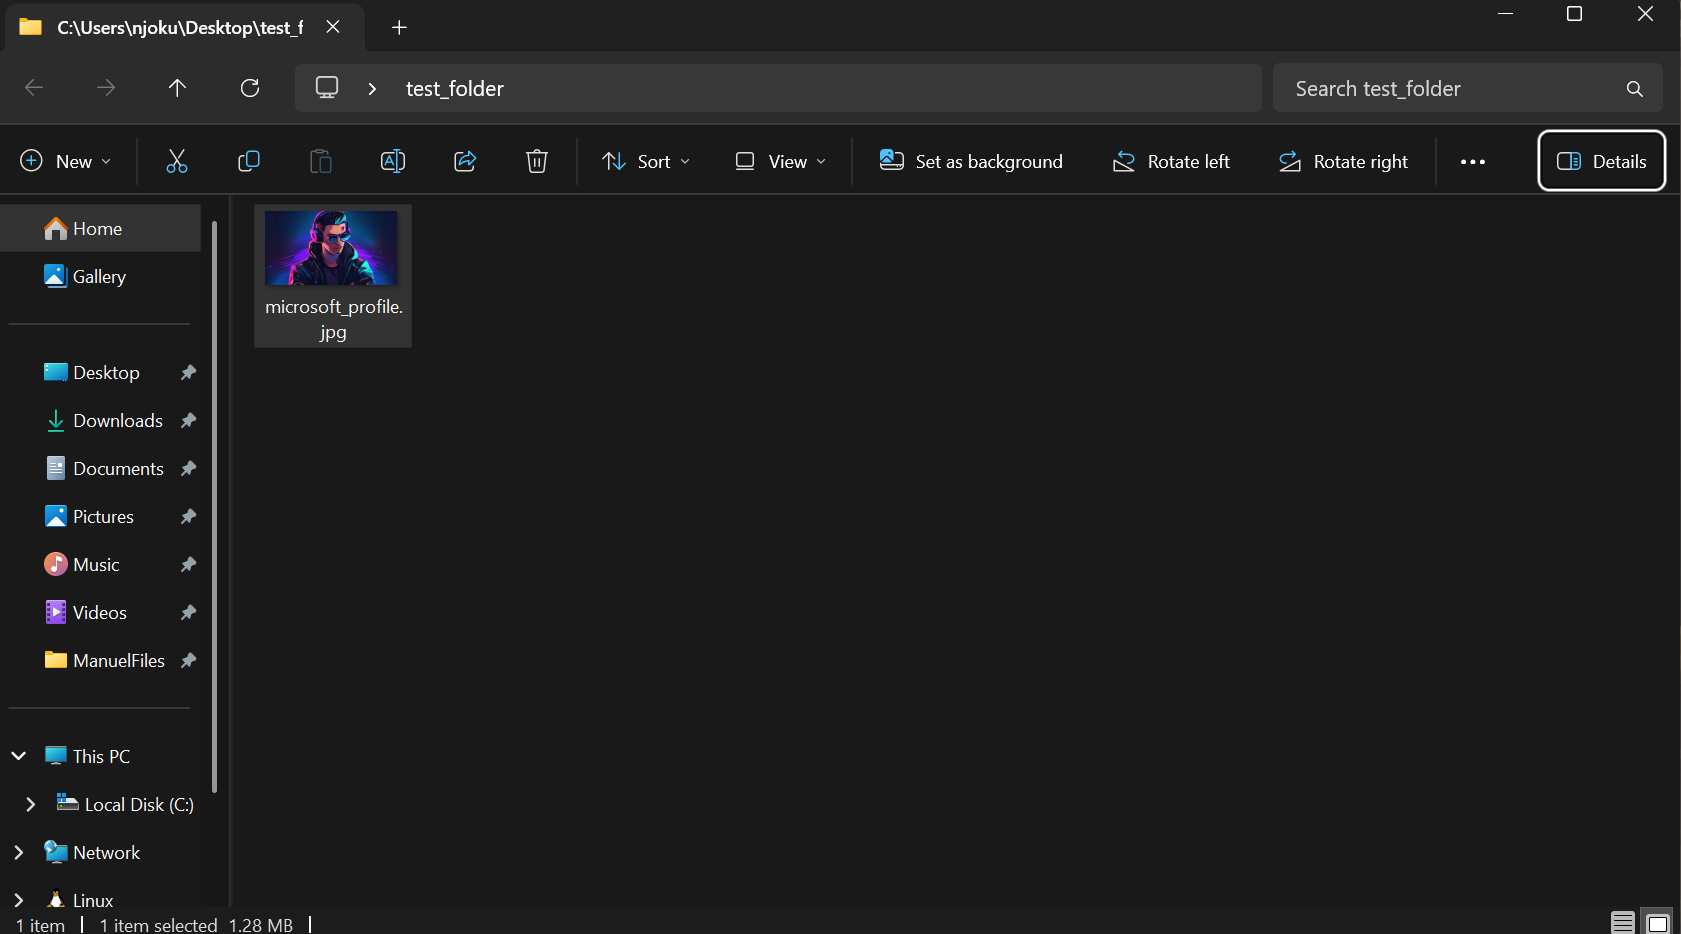 C:\Users\njoku\Desktop\test_f
test_folder
Search test_folder
New
Sort
View
Set as background
Rotate left
Rotate right
Details
Home
Gallery
Desktop
Downloads
Documents
Pictures
Music
Videos
ManuelFiles
This PC
Local Disk (C:)
Network
Linux
microsoft_profile.
jpg
1 item
1 item selected 1.28 MB